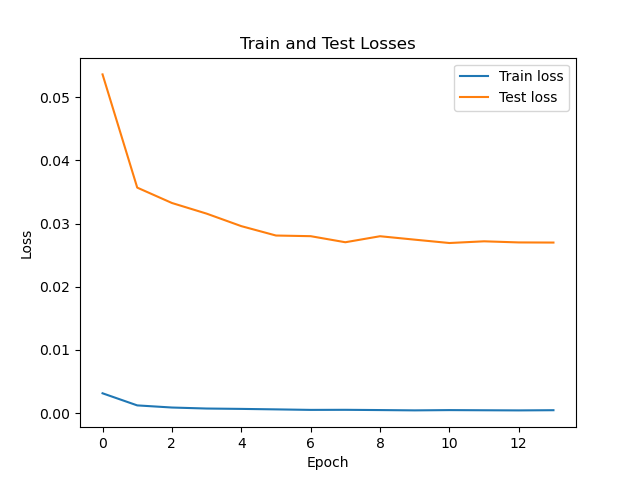 Train and Test Losses
Train loss
Test loss
0.05
0.04
0.03
0.02
0.01
0.00
Loss
0 2 4 6 8 10 12
Epoch